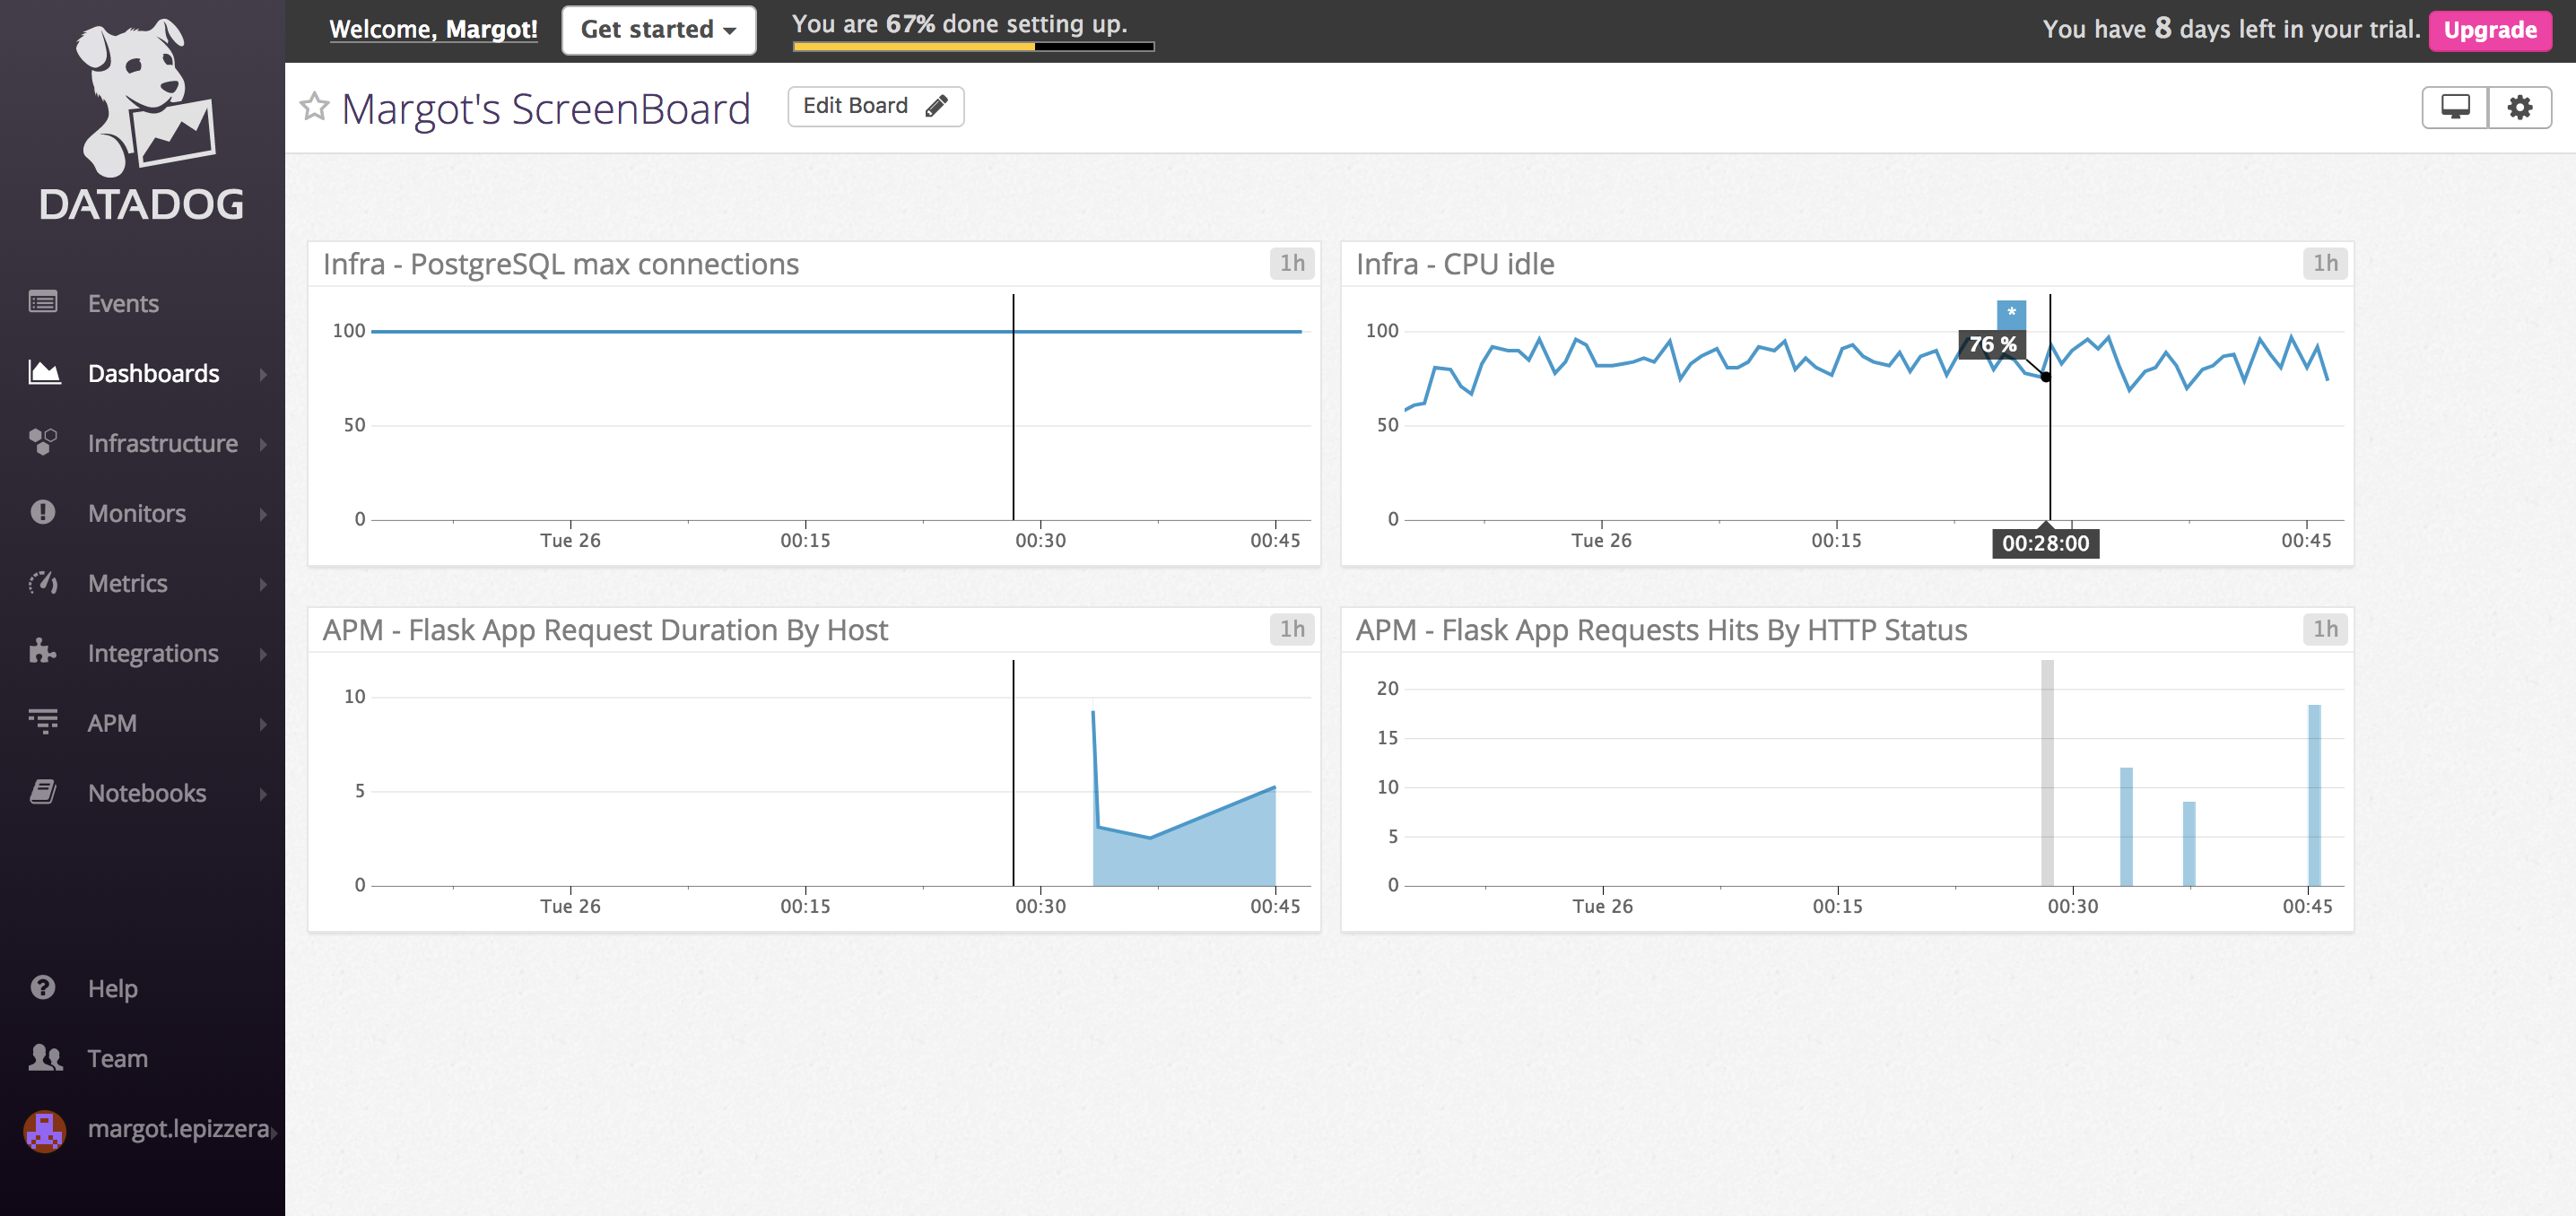 Welcome, Margot!
Get started
You are 67% done setting up.
You have 8 days left in your trial.
Upgrade
DATADOG
Events
Dashboards
Infrastructure
Monitors
Metrics
Integrations
APM
Notebooks
Help
Team
margot.lepizzera
Margot's ScreenBoard
Edit Board
Infra - PostgreSQL max connections
1h
100
50
0
Tue 26 00:15 00:30 00:45
Infra - CPU idle
1h
*
76 %
100
50
0
Tue 26 00:15 00:28:00 00:45
APM - Flask App Request Duration By Host
1h
10
5
0
Tue 26 00:15 00:30 00:45
APM - Flask App Requests Hits By HTTP Status
1h
20
15
10
5
0
Tue 26 00:15 00:30 00:45